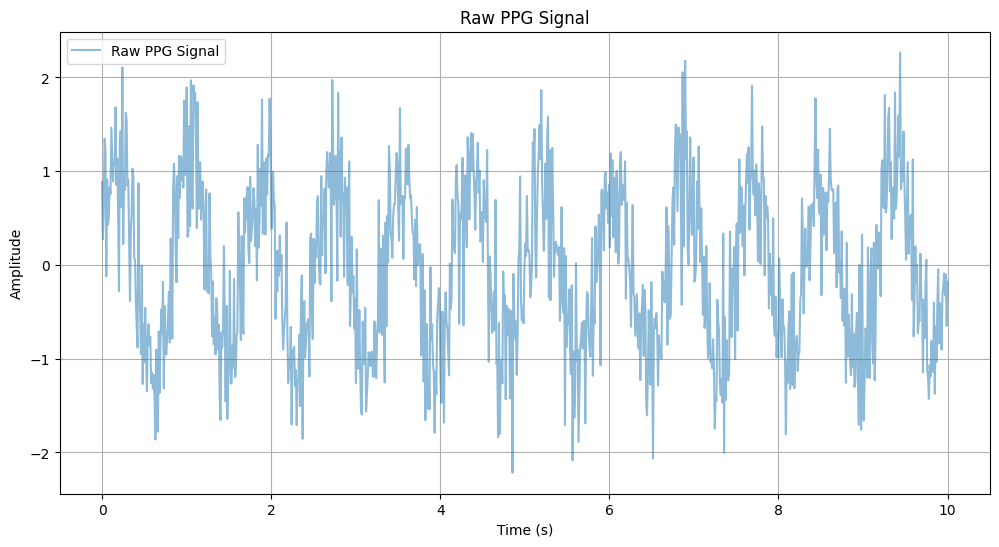 Raw PPG Signal
Raw PPG Signal
Amplitude
2
1
0
−1
−2
0 2 4 6 8 10
Time (s)